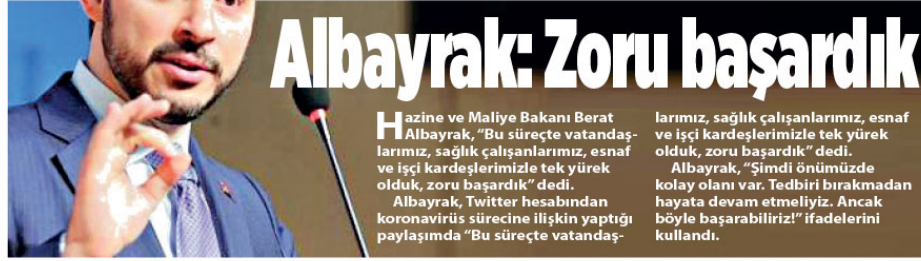 Albayrak: Zoru başardık
Hazine ve Maliye Bakanı Berat
Albayrak, “Bu süreçte vatandaş-
larımız, sağlık çalışanlarımız, esnaf
ve işçi kardeşlerimizle tek yürek
olduk, zoru başardık” dedi.
Albayrak, Twitter hesabından
koronavirüs sürecine ilişkin yaptığı
paylaşımda “Bu süreçte vatandaş-
larımız, sağlık çalışanlarımız, esnaf
ve işçi kardeşlerimizle tek yürek
olduk, zoru başardık” dedi.
Albayrak, “Şimdi önümüzde
kolay olanı var. Tedbiri bırakmadan
hayata devam etmeliyiz. Ancak
böyle başarabiliriz!” ifadelerini
kullandı.